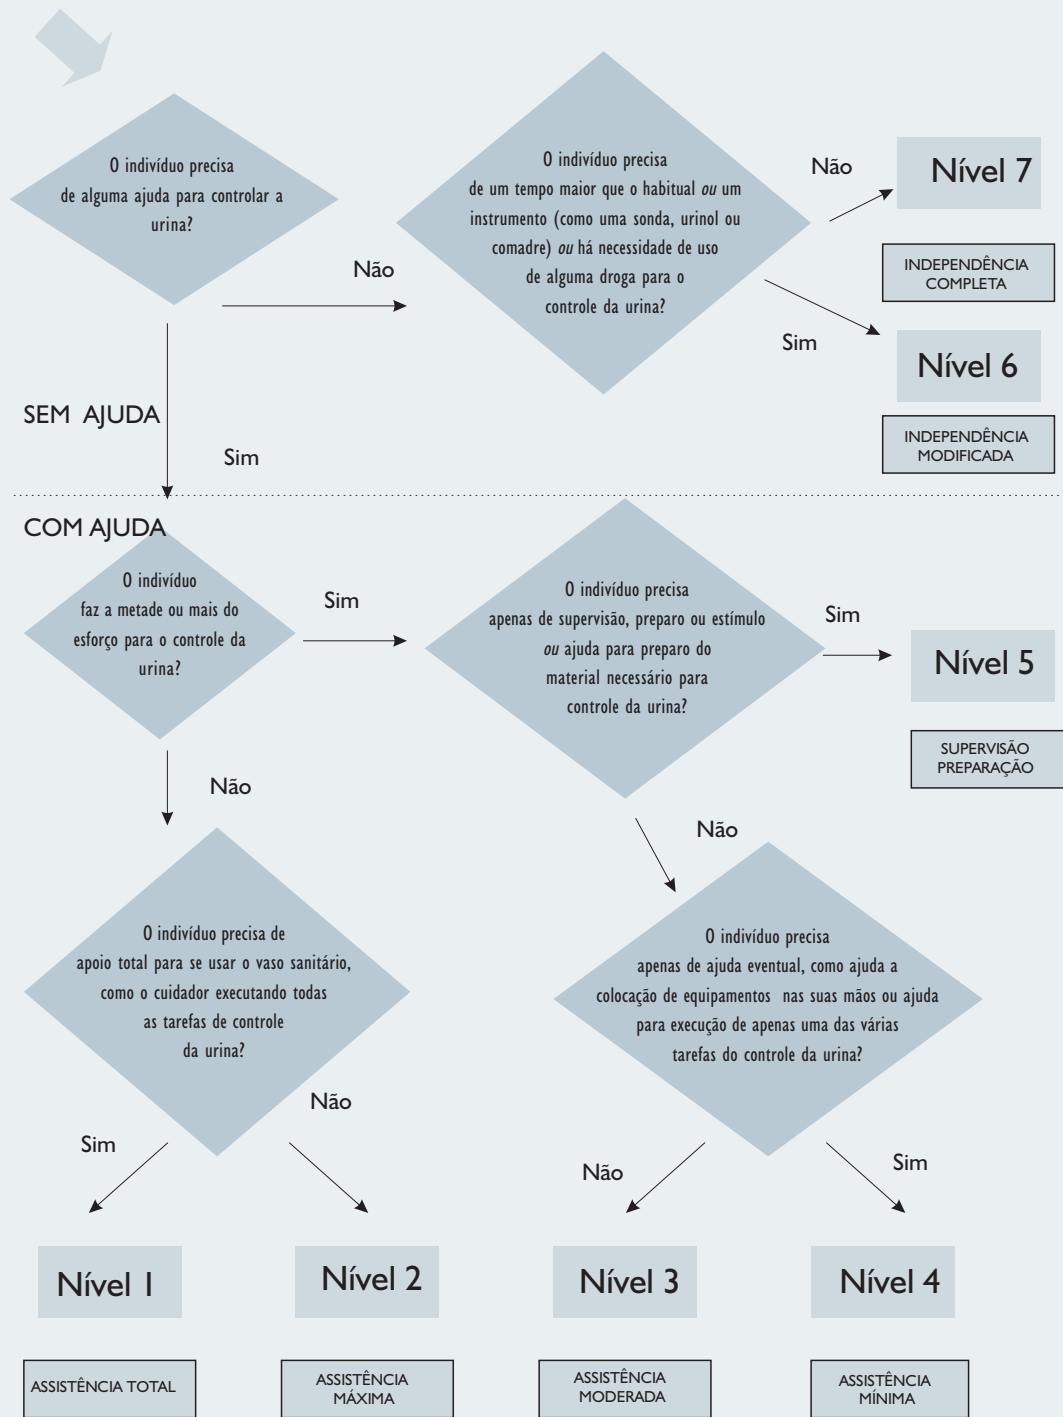 O indivíduo precisa
de alguma ajuda para controlar a
urina?
Não
O indivíduo precisa
de um tempo maior que o habitual ou um
instrumento (como uma sonda, urinol ou
comadre) ou há necessidade de uso
de alguma droga para o
controle da urina?
Não
Nível 7
INDEPENDÊNCIA
COMPLETA
Sim
Nível 6
INDEPENDÊNCIA
MODIFICADA
SEM AJUDA
Sim
COM AJUDA
O indivíduo
faz a metade ou mais do
esforço para o controle da
urina?
Sim
O indivíduo precisa
apenas de supervisão, preparo ou estímulo
ou ajuda para preparo do
material necessário para
controle da urina?
Sim
Nível 5
SUPERVISÃO
PREPARAÇÃO
Não
Não
O indivíduo precisa de
apoio total para se usar o vaso sanitário,
como o cuidador executando todas
as tarefas de controle
da urina?
O indivíduo precisa
apenas de ajuda eventual, como ajuda a
colocação de equipamentos nas suas mãos ou ajuda
para execução de apenas uma das várias
tarefas do controle da urina?
Sim
Não
Não
Sim
Nível 1
Nível 2
Nível 3
Nível 4
ASSISTÊNCIA TOTAL
ASSISTÊNCIA
MÁXIMA
ASSISTÊNCIA
MODERADA
ASSISTÊNCIA
MÍNIMA